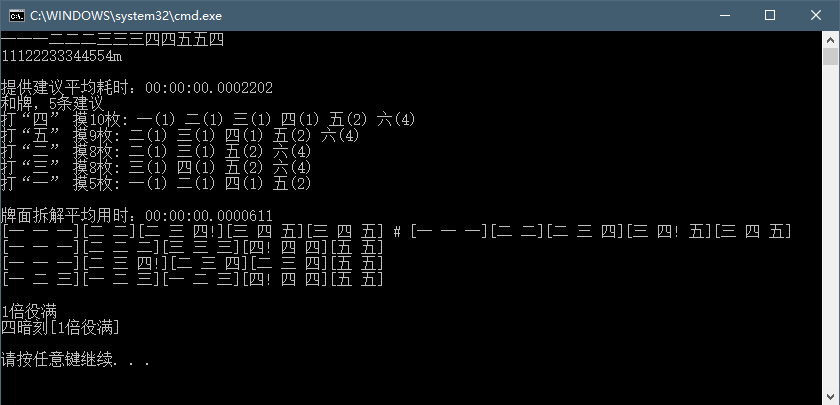 C:\WINDOWS\system32\cmd.exe
一一一二二二三三三四四五五四
11122233344554m
提供建议平均耗时: 00:00:00.0002202
和牌, 5条建议
打“四” 摸10枚: 一(1) 二(1) 三(1) 四(1) 五(2) 六(4)
打“五” 摸9枚: 二(1) 三(1) 四(1) 五(2) 六(4)
打“二” 摸8枚: 二(1) 三(1) 五(2) 六(4)
打“三” 摸8枚: 三(1) 四(1) 五(2) 六(4)
打“一” 摸5枚: 一(1) 二(1) 四(1) 五(2)
牌面拆解平均用时: 00:00:00.0000611
[一 一 一][二 二][二 三 四!][三 四 五][三 四 五] # [一 一 一][二 二][二 三 四][三 四! 五][三 四 五]
[一 一 一][二 二 二][三 三 三][四! 四 四][五 五]
[一 一 一][二 三 四!][二 三 四][二 三 四][五 五]
[一 二 三][一 二 三][一 二 三][四! 四 四][五 五]
1倍役满
四暗刻[1倍役满]
请按任意键继续. . .